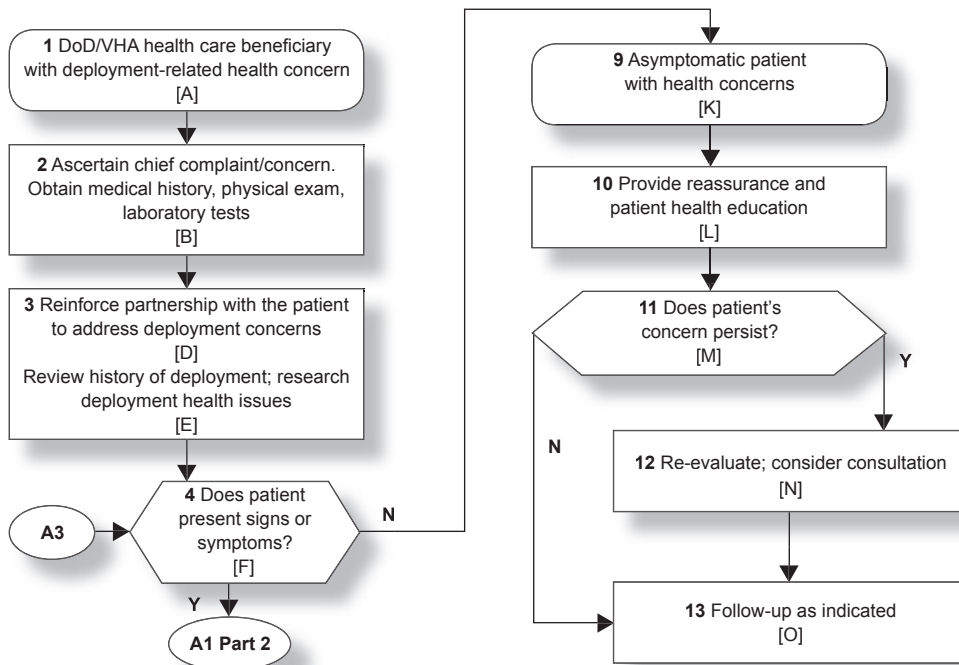 1 DoD/VHA health care beneficiary
with deployment-related health concern
[A]
2 Ascertain chief complaint/concern.
Obtain medical history, physical exam,
laboratory tests
[B]
3 Reinforce partnership with the patient
to address deployment concerns
[D]
Review history of deployment; research
deployment health issues
[E]
A3
4 Does patient
present signs or
symptoms?
[F]
N
Y
A1 Part 2
9 Asymptomatic patient
with health concerns
[K]
10 Provide reassurance and
patient health education
[L]
11 Does patient's
concern persist?
[M]
Y
N
12 Re-evaluate; consider consultation
[N]
13 Follow-up as indicated
[O]